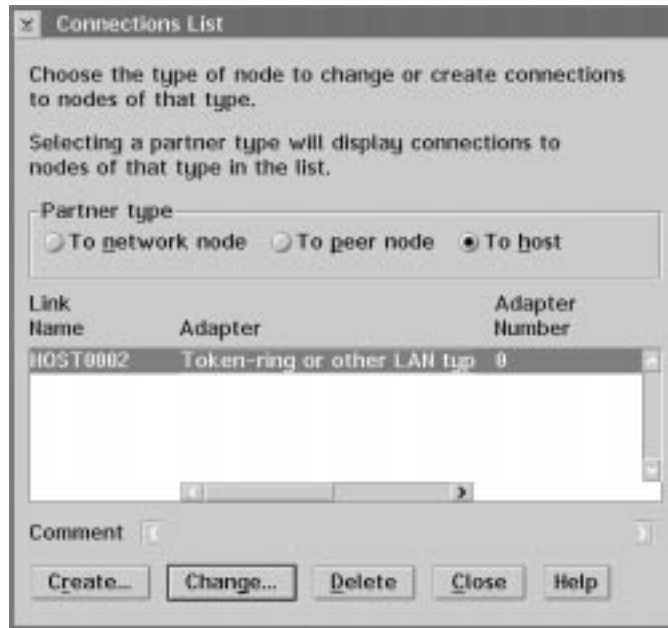 Connections List
Choose the type of node to change or create connections
to nodes of that type.
Selecting a partner type will display connections to
nodes of that type in the list.
Partner type
To network node To peer node To host
Link
Name Adapter Adapter
Number
HOST0002 Token-ring or other LAN typ 0
Comment
Create... Change... Delete Close Help